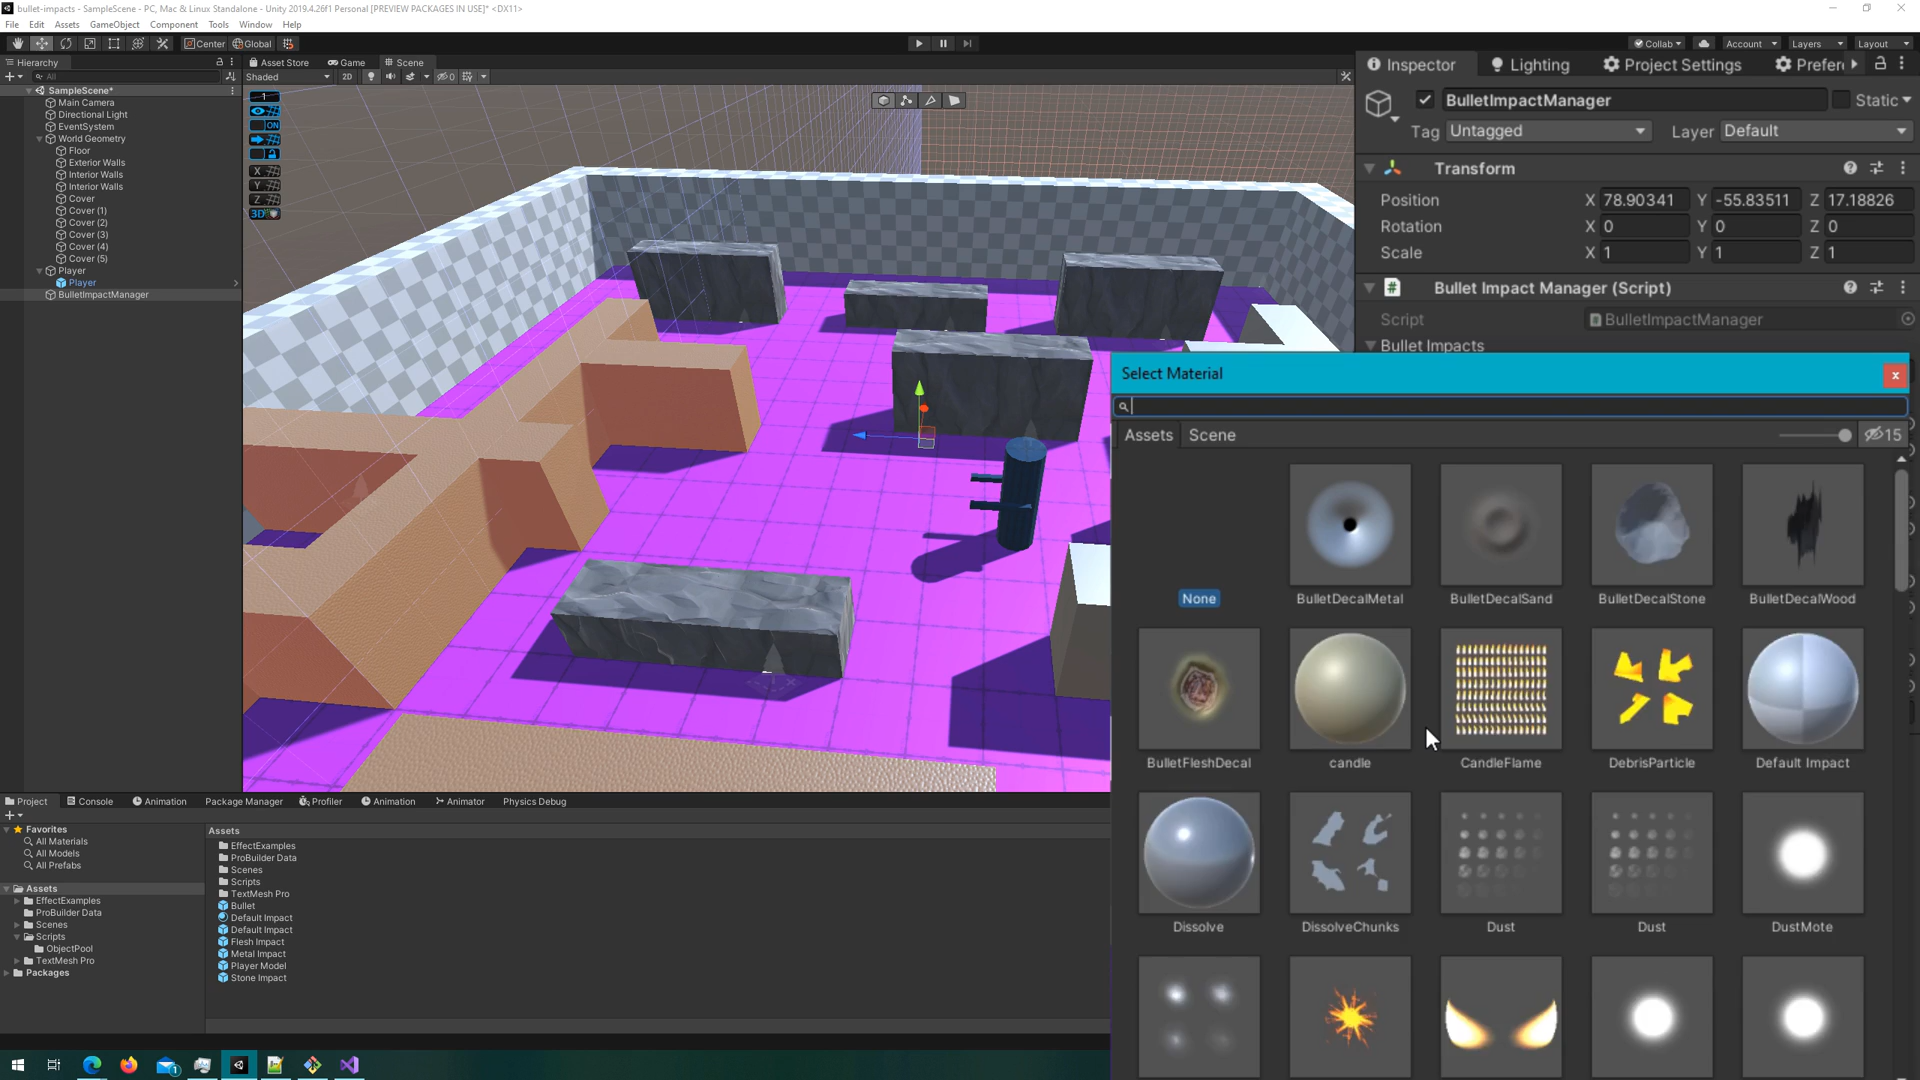 bullet-impacts - SampleScene - PC, Mac & Linux Standalone - Unity 2019.4.26f1 Personal [PREVIEW PACKAGES IN USE]* <DX11>
File Edit Assets GameObject Component Tools Window Help
Center Global
Collab Account Layers Layout
Hierarchy
All
SampleScene*
Main Camera
Directional Light
EventSystem
World Geometry
Floor
Exterior Walls
Interior Walls
Interior Walls
Cover
Cover (1)
Cover (2)
Cover (3)
Cover (4)
Cover (5)
Player
Player
BulletImpactManager
Asset Store Game Scene
Shaded 2D 0
1
ON
X
Y
Z
3D
Inspector Lighting Project Settings Prefer
BulletImpactManager Static
Tag Untagged Layer Default
Transform
Position X 78.90341 Y -55.83511 Z 17.18826
Rotation X 0 Y 0 Z 0
Scale X 1 Y 1 Z 1
# Bullet Impact Manager (Script)
Script BulletImpactManager
Bullet Impacts
Select Material x
Assets Scene 15
None BulletDecalMetal BulletDecalSand BulletDecalStone BulletDecalWood
BulletFleshDecal candle CandleFlame DebrisParticle Default Impact
Dissolve DissolveChunks Dust Dust DustMote
Project Console Animation Package Manager Profiler Animation Animator Physics Debug
Favorites
All Materials
All Models
All Prefabs
Assets
EffectExamples
ProBuilder Data
Scenes
Scripts
ObjectPool
TextMesh Pro
Packages
Assets
EffectExamples
ProBuilder Data
Scenes
Scripts
TextMesh Pro
Bullet
Default Impact
Default Impact
Flesh Impact
Metal Impact
Player Model
Stone Impact
1